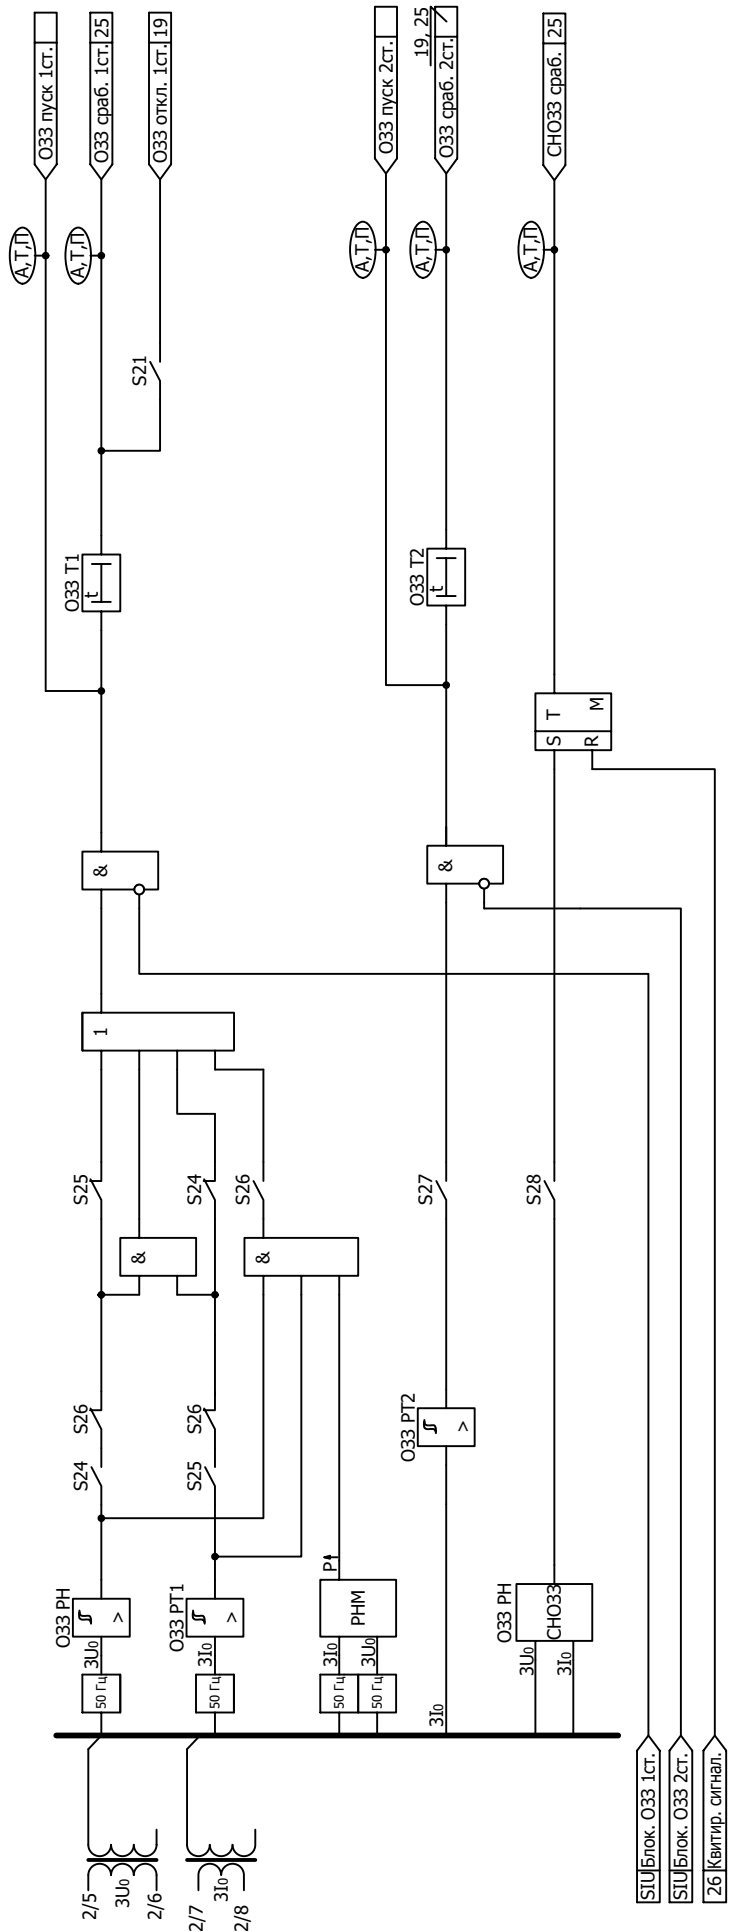 ОЗЗ пуск 1ст.
ОЗЗ сраб. 1ст. 25
ОЗЗ откл. 1ст. 19
ОЗЗ пуск 2ст.
19, 25
ОЗЗ сраб. 2ст.
СНОЗЗ сраб. 25
А,Т,П
А,Т,П
А,Т,П
А,Т,П
А,Т,П
S21
ОЗЗ Т1
t
ОЗЗ Т2
t
S T
R M
&
&
1
S25
S24
S26
S27
S28
&
&
S26
S26
S24
S25
ОЗЗ РТ2
>
ОЗЗ РН
>
ОЗЗ РТ1
>
P
РНМ
ОЗЗ РН
СНОЗЗ
3U0
3I0
3I0
3U0
3I0
3U0
3I0
50 Гц
50 Гц
50 Гц
50 Гц
2/5
3U0
2/6
2/7
3I0
2/8
SIU Блок. ОЗЗ 1ст.
SIU Блок. ОЗЗ 2ст.
26 Квитир. сигнал.